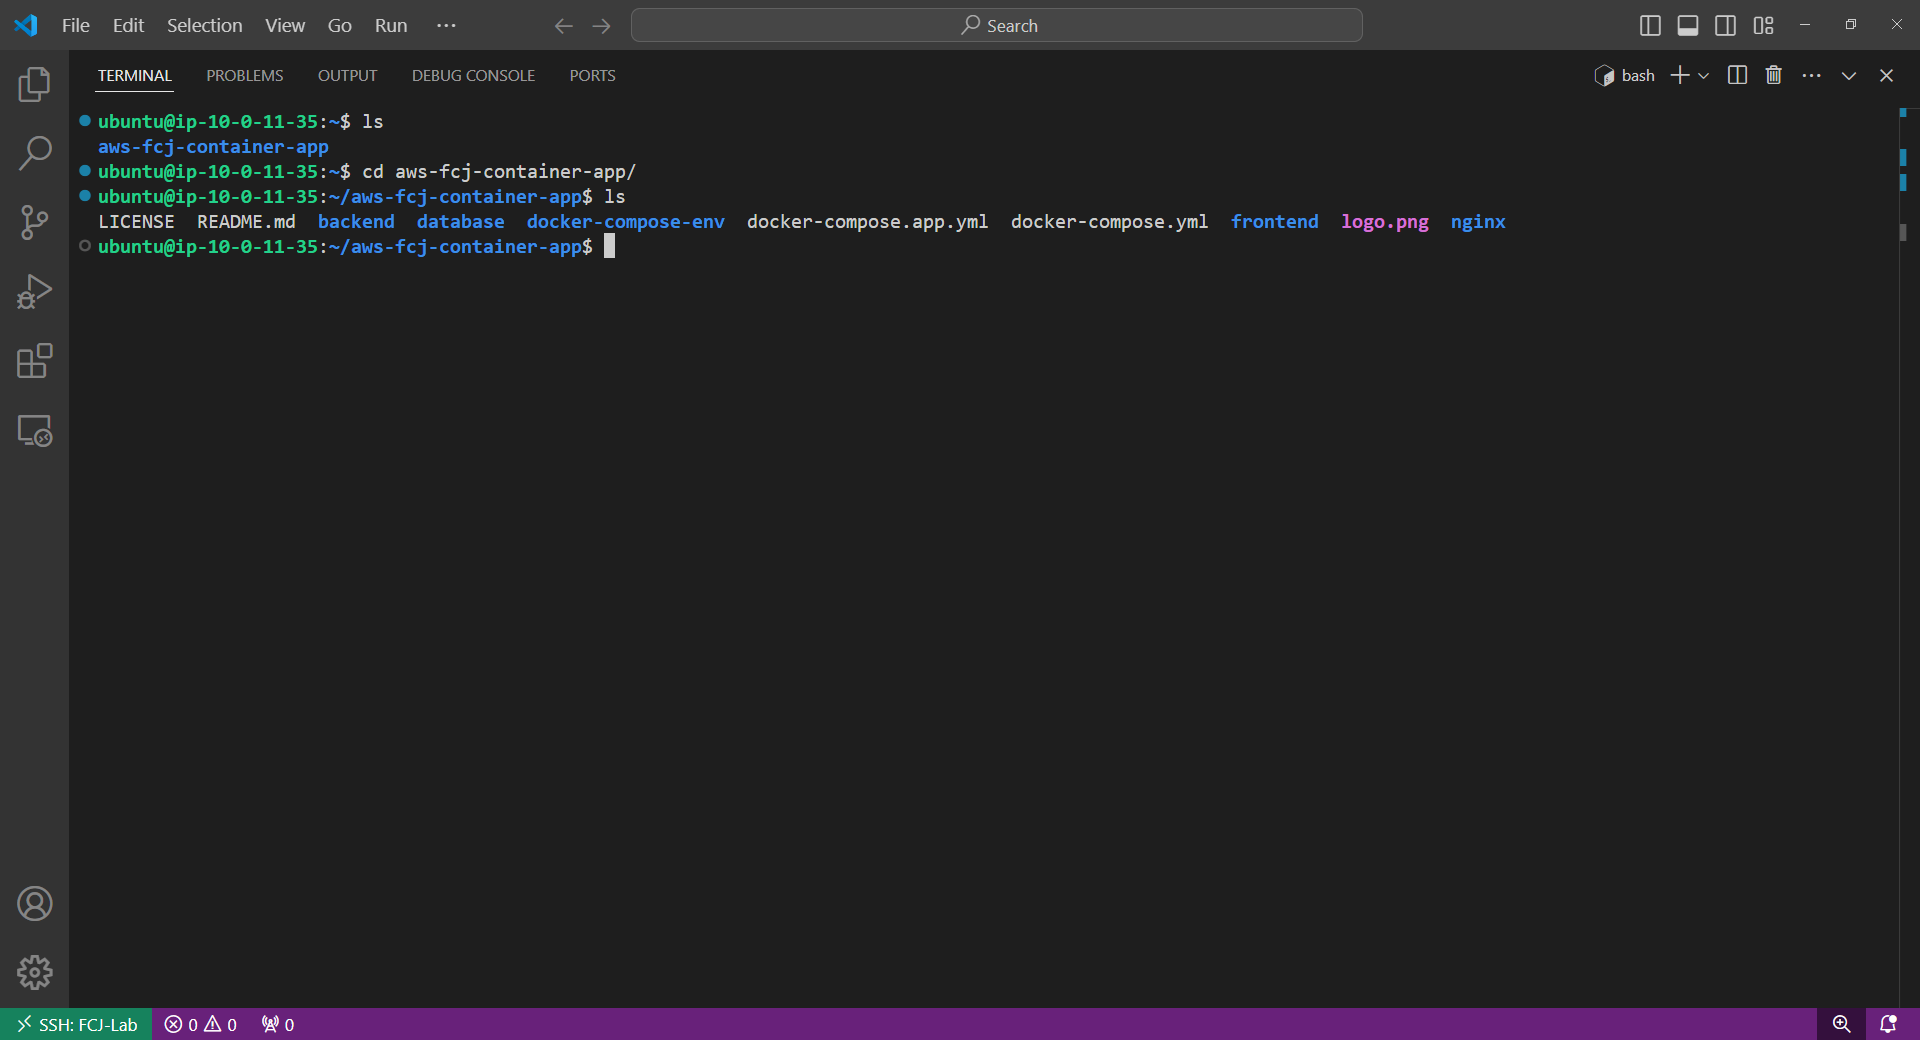 File Edit Selection View Go Run ··· Search
TERMINAL PROBLEMS OUTPUT DEBUG CONSOLE PORTS bash
ubuntu@ip-10-0-11-35:~$ ls
aws-fcj-container-app
ubuntu@ip-10-0-11-35:~$ cd aws-fcj-container-app/
ubuntu@ip-10-0-11-35:~/aws-fcj-container-app$ ls
LICENSE README.md backend database docker-compose-env docker-compose.app.yml docker-compose.yml frontend logo.png nginx
ubuntu@ip-10-0-11-35:~/aws-fcj-container-app$
SSH: FCJ-Lab 0 0 0